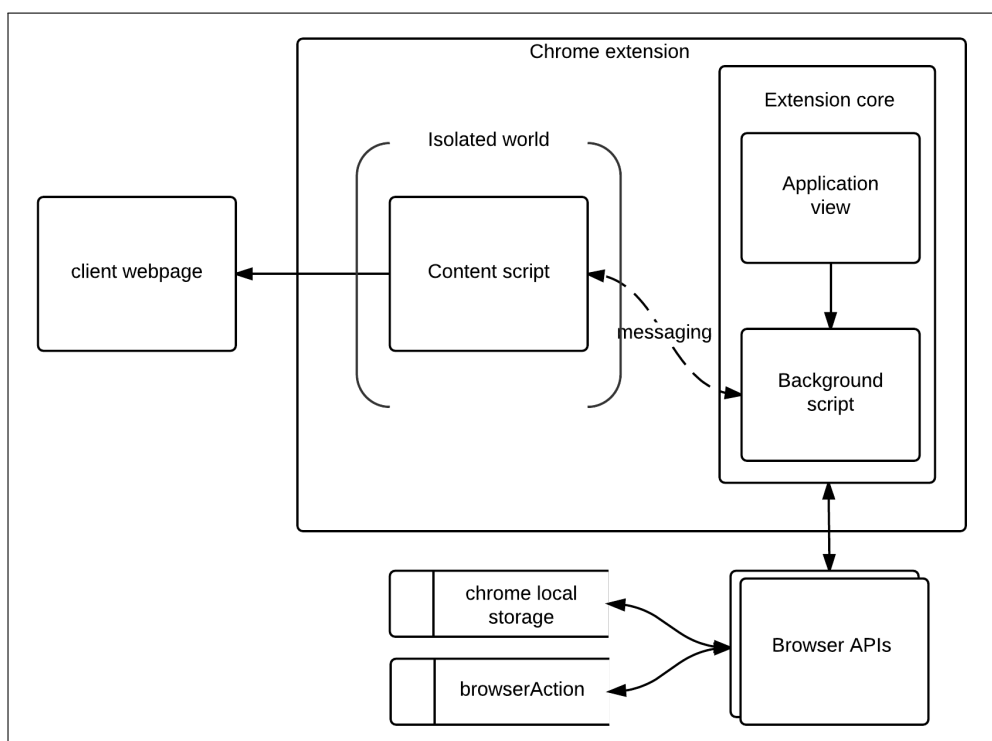 Chrome extension
Extension core
Isolated world
Application
view
client webpage
Content script
messaging
Background
script
chrome local
storage
Browser APIs
browserAction